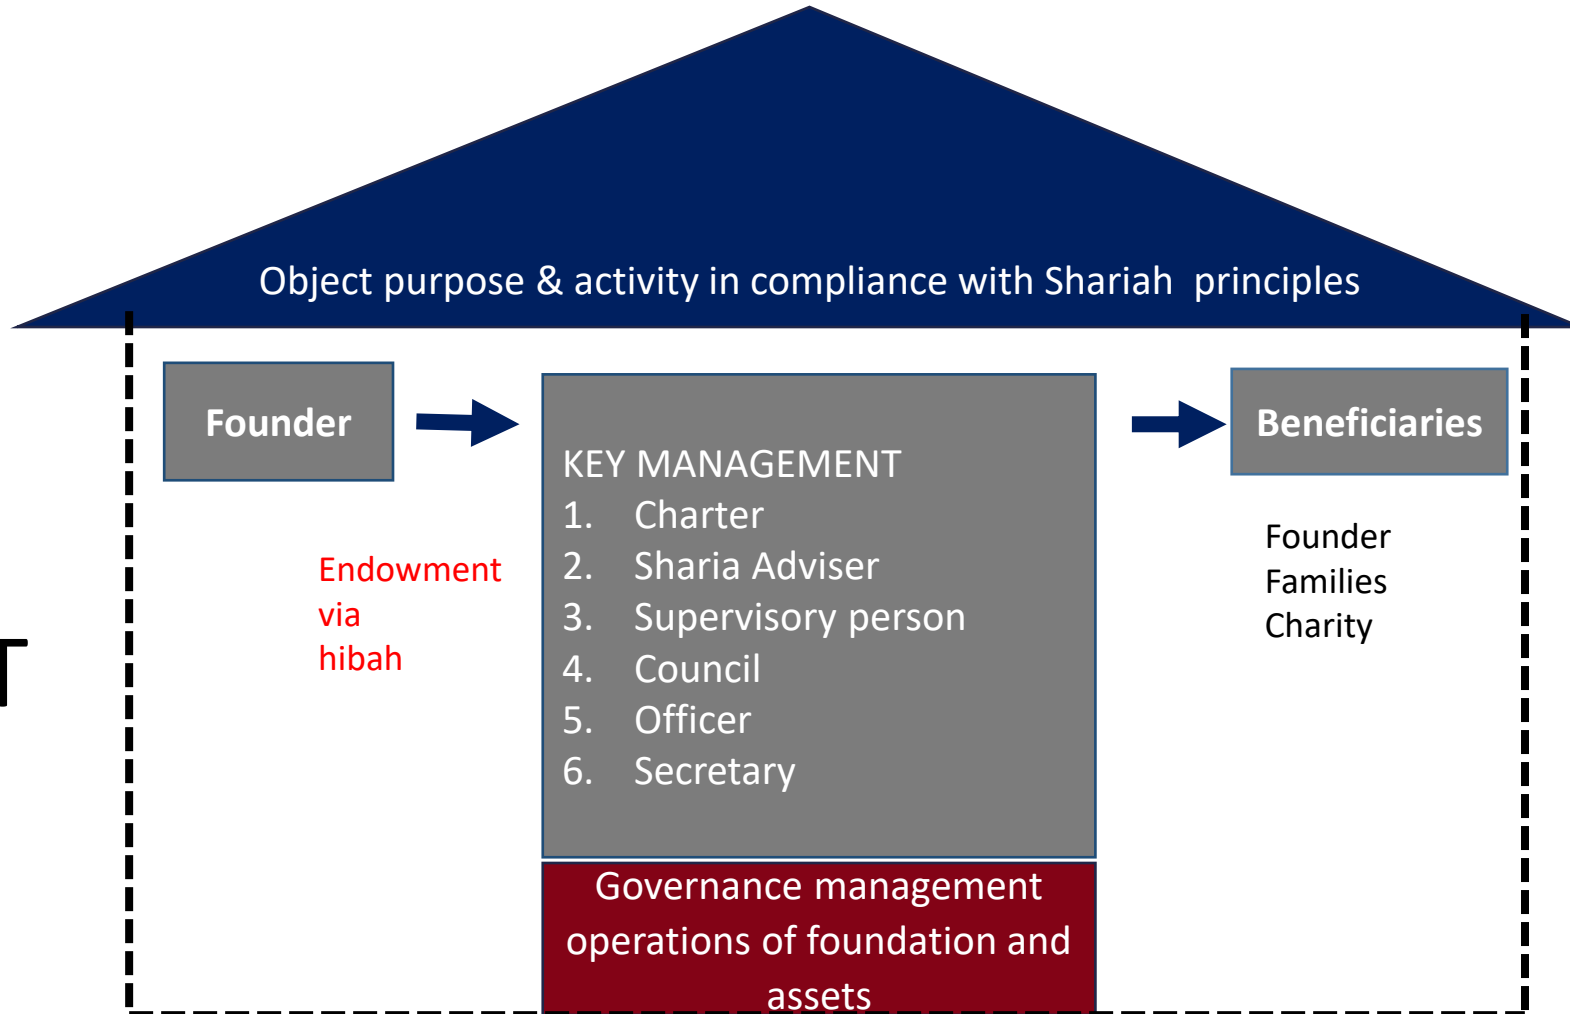 Object purpose & activity in compliance with Shariah principles
Founder
Endowment
via
hibah
KEY MANAGEMENT
1. Charter
2. Sharia Adviser
3. Supervisory person
4. Council
5. Officer
6. Secretary
Governance management
operations of foundation and
assets
Beneficiaries
Founder
Families
Charity
T